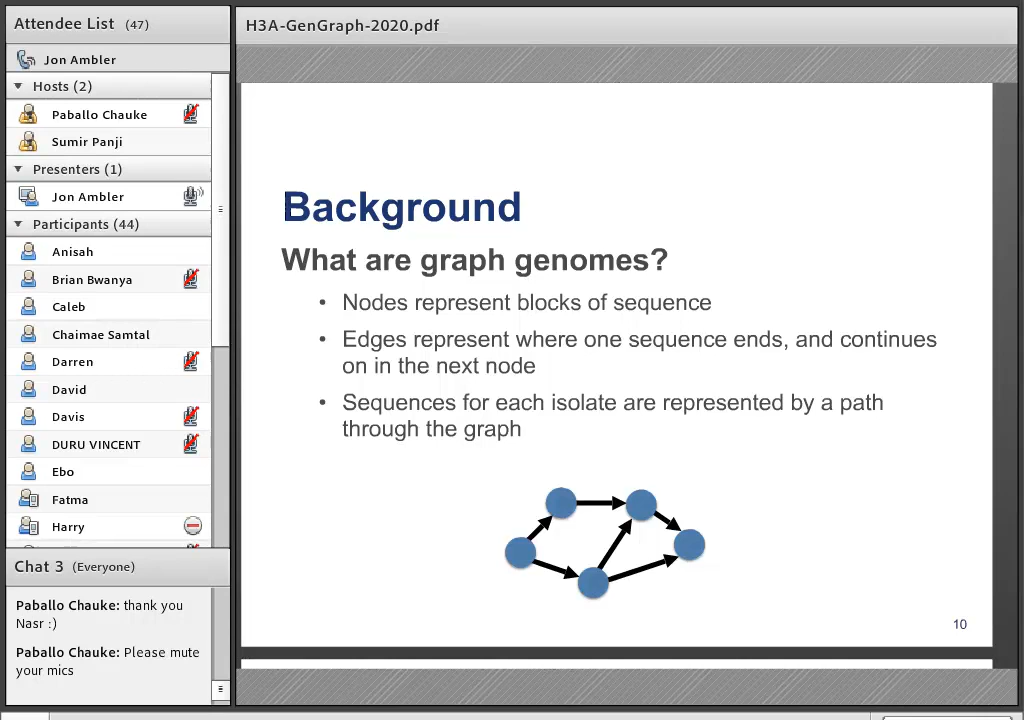 Attendee List (47)
Jon Ambler
Hosts (2)
Paballo Chauke
Sumir Panji
Presenters (1)
Jon Ambler
Participants (44)
Anisah
Brian Bwanya
Caleb
Chaimae Samtal
Darren
David
Davis
DURU VINCENT
Ebo
Fatma
Harry
Chat 3 (Everyone)
Paballo Chauke: thank you
Nasr :)
Paballo Chauke: Please mute
your mics
H3A-GenGraph-2020.pdf
Background
What are graph genomes?
• Nodes represent blocks of sequence
• Edges represent where one sequence ends, and continues
on in the next node
• Sequences for each isolate are represented by a path
through the graph
10